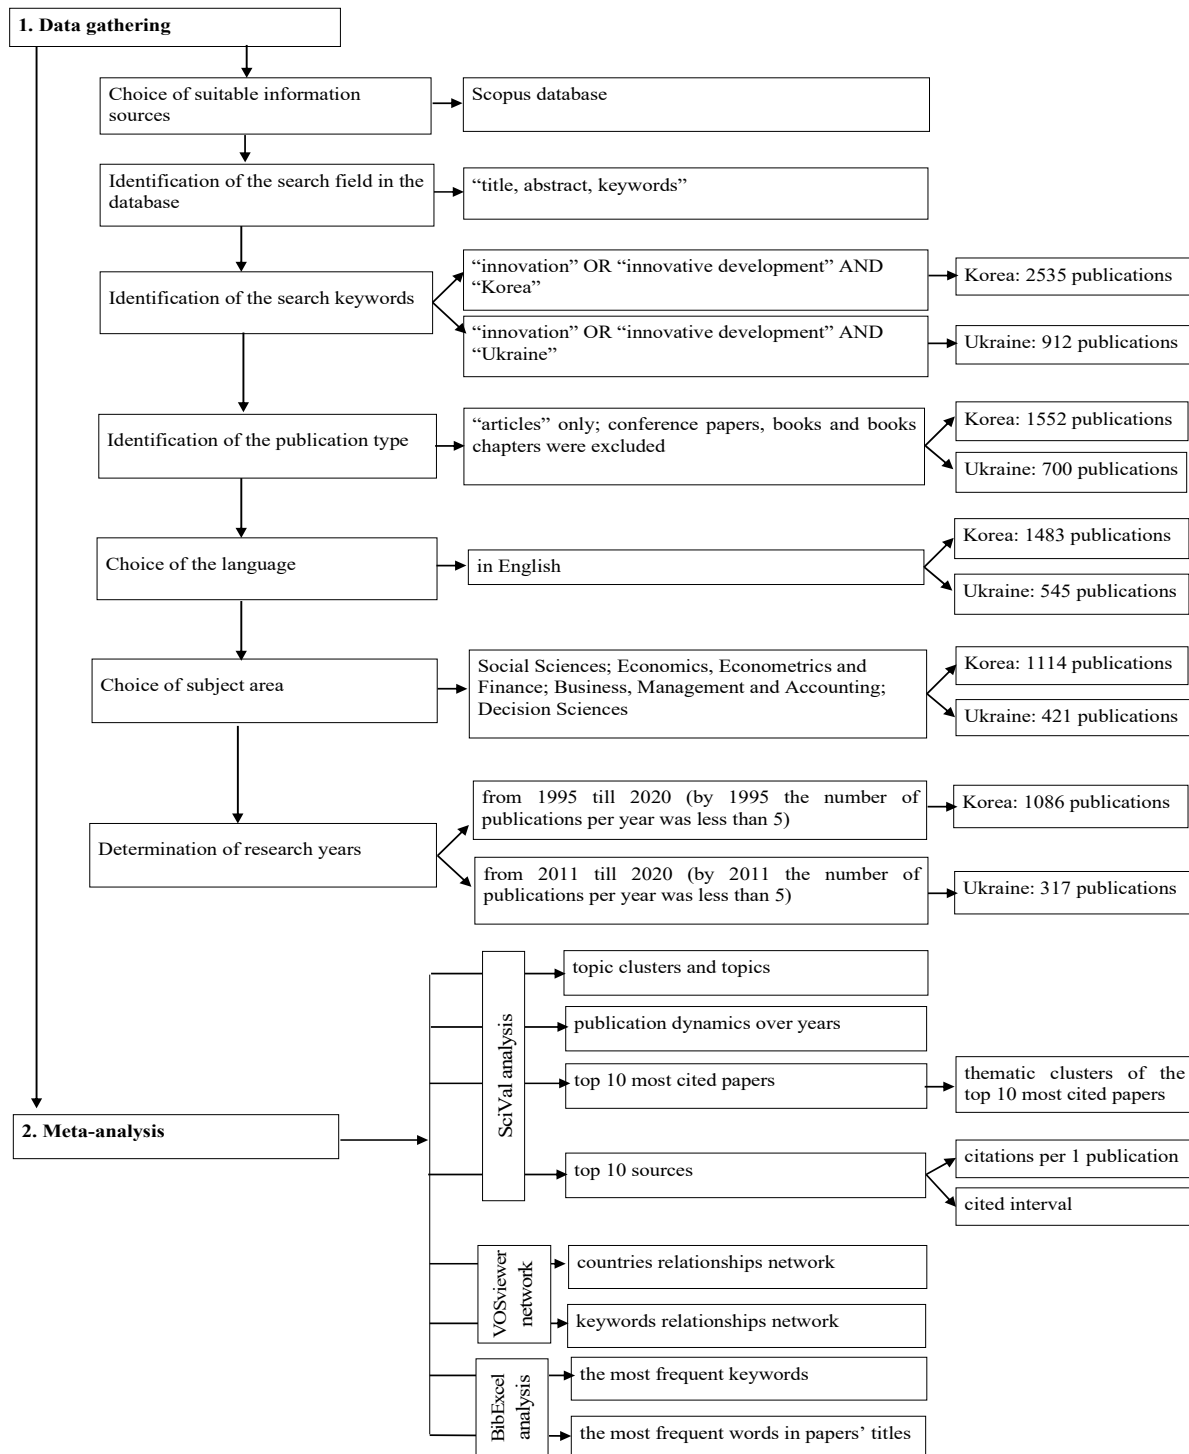 1. Data gathering
Choice of suitable information
sources
Scopus database
Identification of the search field in the
database
“title, abstract, keywords”
Identification of the search keywords
“innovation” OR “innovative development” AND
“Korea”
Korea: 2535 publications
“innovation” OR “innovative development” AND
“Ukraine”
Ukraine: 912 publications
Identification of the publication type
“articles” only; conference papers, books and books
chapters were excluded
Korea: 1552 publications
Ukraine: 700 publications
Choice of the language
in English
Korea: 1483 publications
Ukraine: 545 publications
Choice of subject area
Social Sciences; Economics, Econometrics and
Finance; Business, Management and Accounting;
Decision Sciences
Korea: 1114 publications
Ukraine: 421 publications
Determination of research years
from 1995 till 2020 (by 1995 the number of
publications per year was less than 5)
Korea: 1086 publications
from 2011 till 2020 (by 2011 the number of
publications per year was less than 5)
Ukraine: 317 publications
2. Meta-analysis
SciVal analysis
topic clusters and topics
publication dynamics over years
top 10 most cited papers
thematic clusters of the
top 10 most cited papers
top 10 sources
citations per 1 publication
cited interval
VOSviewer
network
countries relationships network
keywords relationships network
BibExcel
analysis
the most frequent keywords
the most frequent words in papers’ titles